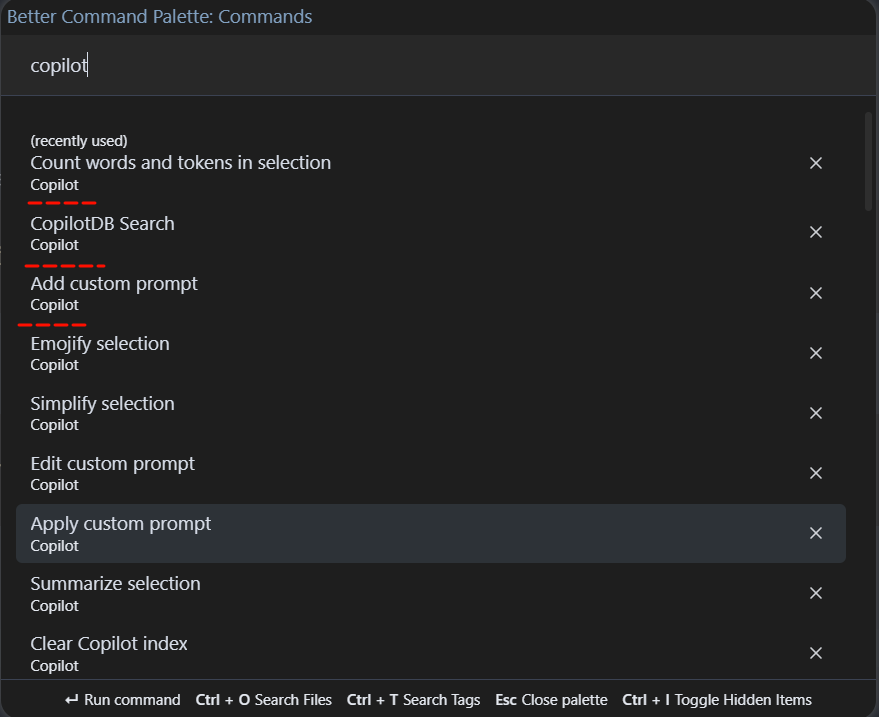 Better Command Palette: Commands
copilot
(recently used)
Count words and tokens in selection
Copilot
CopilotDB Search
Copilot
Add custom prompt
Copilot
Emojify selection
Copilot
Simplify selection
Copilot
Edit custom prompt
Copilot
Apply custom prompt
Copilot
Summarize selection
Copilot
Clear Copilot index
Copilot
↵ Run command Ctrl + O Search Files Ctrl + T Search Tags Esc Close palette Ctrl + I Toggle Hidden Items